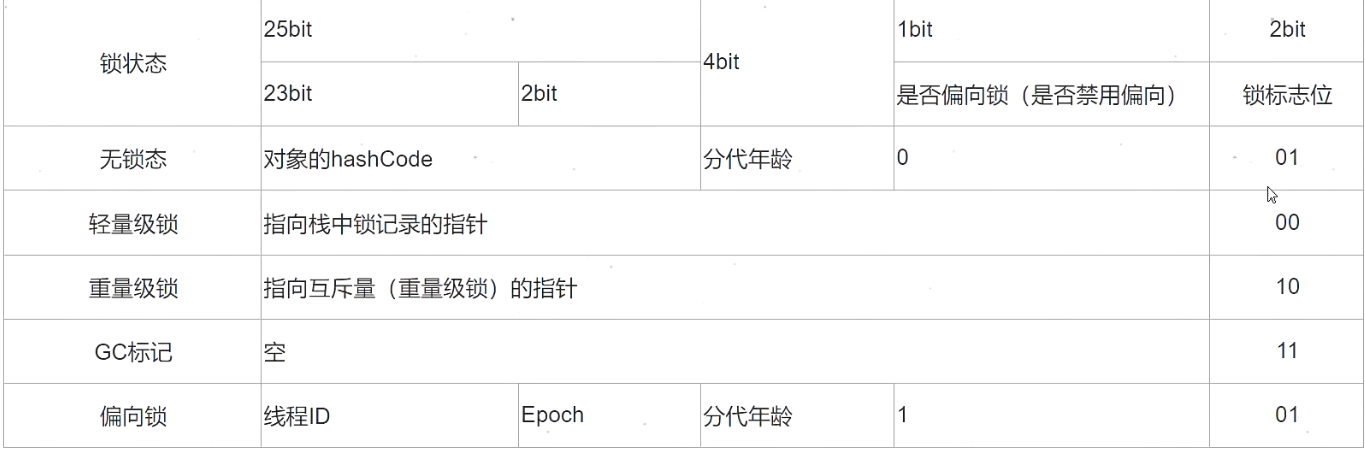 锁状态 25bit 4bit 1bit 2bit
23bit 2bit 是否偏向锁（是否禁用偏向） 锁标志位
无锁态 对象的hashCode 分代年龄 0 01
轻量级锁 指向栈中锁记录的指针 00
重量级锁 指向互斥量（重量级锁）的指针 10
GC标记 空 11
偏向锁 线程ID Epoch 分代年龄 1 01